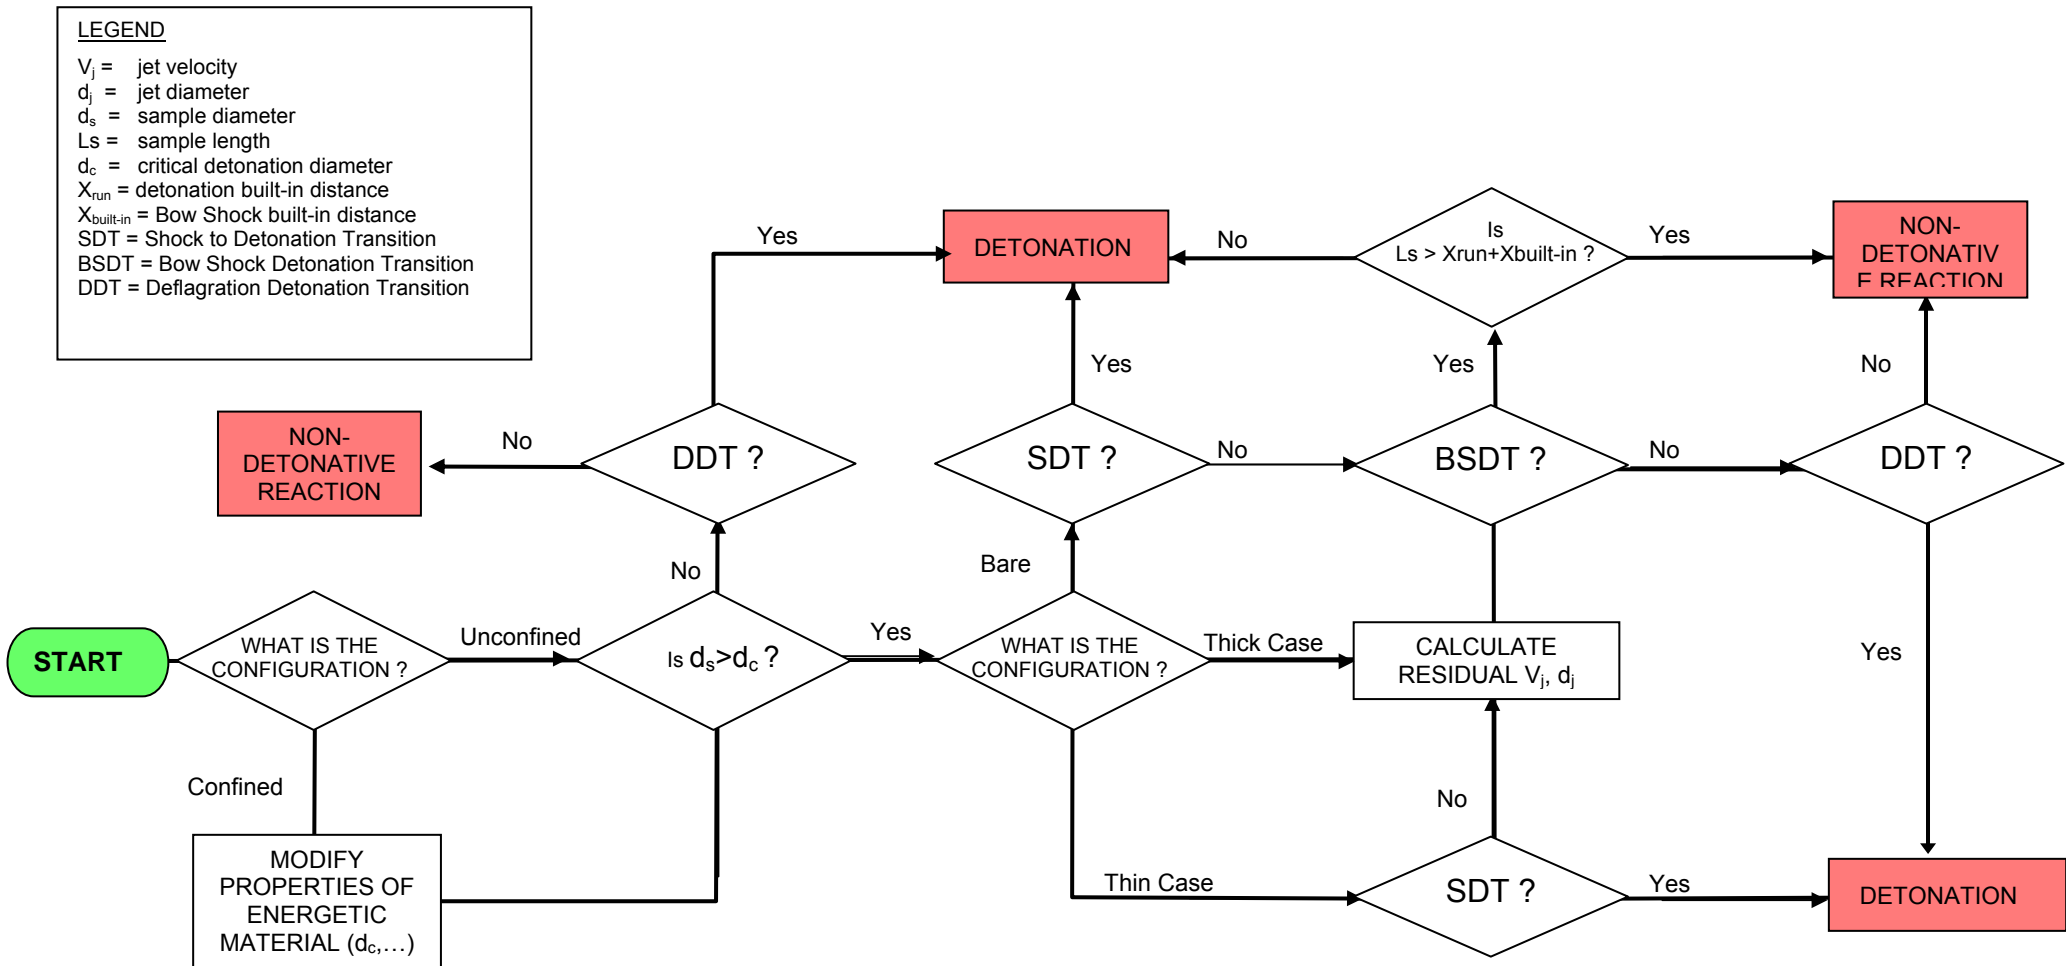 LEGEND
Vj = jet velocity
dj = jet diameter
ds = sample diameter
Ls = sample length
dc = critical detonation diameter
Xrun = detonation built-in distance
Xbuilt-in = Bow Shock built-in distance
SDT = Shock to Detonation Transition
BSDT = Bow Shock Detonation Transition
DDT = Deflagration Detonation Transition
Yes
DETONATION
No
Is
Ls > Xrun+Xbuilt-in ?
Yes
NON-
DETONATIV
E REACTION
Yes
Yes
No
NON-
DETONATIVE
REACTION
No
DDT ?
SDT ?
No
BSDT ?
No
DDT ?
No
Bare
START
WHAT IS THE
CONFIGURATION ?
Unconfined
Is ds>dc ?
Yes
WHAT IS THE
CONFIGURATION ?
Thick Case
CALCULATE
RESIDUAL Vj, dj
Yes
Confined
No
MODIFY
PROPERTIES OF
ENERGETIC
MATERIAL (dc,…)
Thin Case
SDT ?
Yes
DETONATION